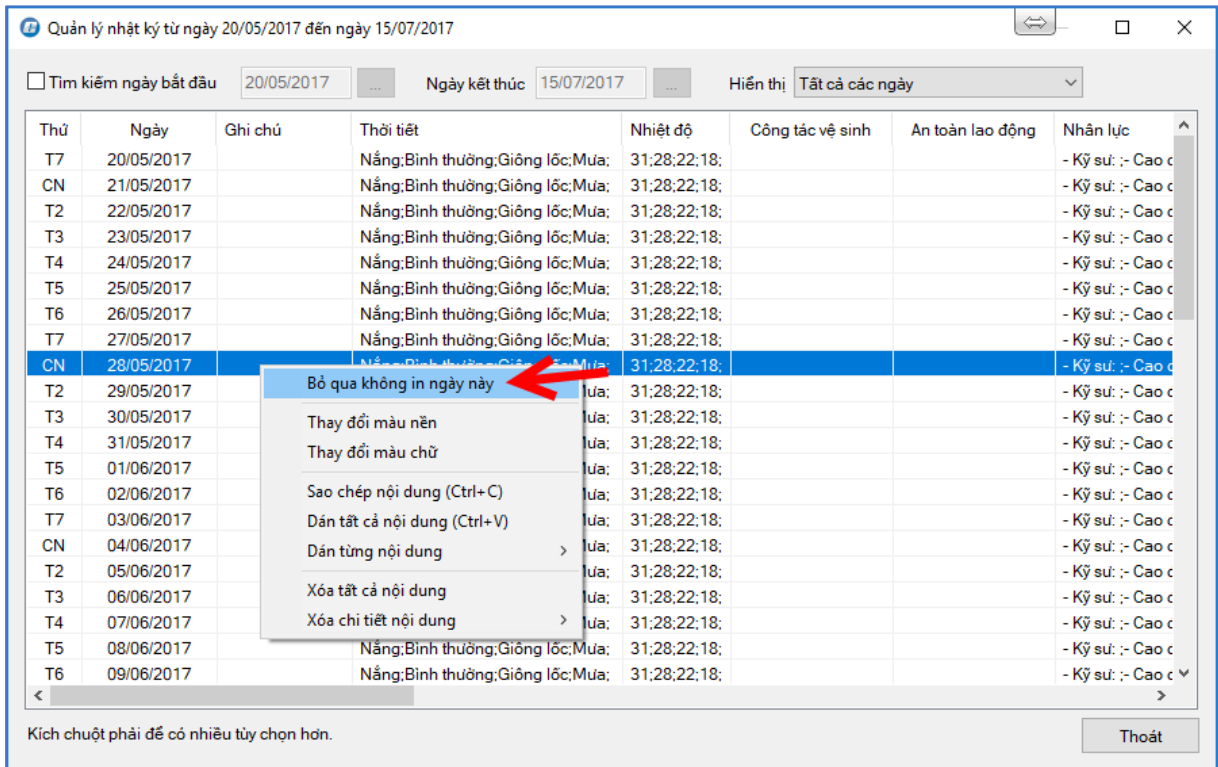 Quản lý nhật ký từ ngày 20/05/2017 đến ngày 15/07/2017
Tìm kiếm ngày bắt đầu 20/05/2017 ... Ngày kết thúc 15/07/2017 ... Hiển thị Tất cả các ngày
Thứ Ngày Ghi chú Thời tiết Nhiệt độ Công tác vệ sinh An toàn lao động Nhân lực
T7 20/05/2017 Nắng;Bình thường;Giông lốc;Mưa; 31;28;22;18; - Kỹ sư: ;- Cao
CN 21/05/2017 Nắng;Bình thường;Giông lốc;Mưa; 31;28;22;18; - Kỹ sư: ;- Cao
T2 22/05/2017 Nắng;Bình thường;Giông lốc;Mưa; 31;28;22;18; - Kỹ sư: ;- Cao
T3 23/05/2017 Nắng;Bình thường;Giông lốc;Mưa; 31;28;22;18; - Kỹ sư: ;- Cao
T4 24/05/2017 Nắng;Bình thường;Giông lốc;Mưa; 31;28;22;18; - Kỹ sư: ;- Cao
T5 25/05/2017 Nắng;Bình thường;Giông lốc;Mưa; 31;28;22;18; - Kỹ sư: ;- Cao
T6 26/05/2017 Nắng;Bình thường;Giông lốc;Mưa; 31;28;22;18; - Kỹ sư: ;- Cao
T7 27/05/2017 Nắng;Bình thường;Giông lốc;Mưa; 31;28;22;18; - Kỹ sư: ;- Cao
CN 28/05/2017 31;28;22;18; - Kỹ sư: ;- Cao
Bỏ qua không in ngày này
T2 29/05/2017 31;28;22;18; - Kỹ sư: ;- Cao
Thay đổi màu nền
T3 30/05/2017 31;28;22;18; - Kỹ sư: ;- Cao
Thay đổi màu chữ
T4 31/05/2017 31;28;22;18; - Kỹ sư: ;- Cao
T5 01/06/2017 31;28;22;18; - Kỹ sư: ;- Cao
Sao chép nội dung (Ctrl+C)
T6 02/06/2017 31;28;22;18; - Kỹ sư: ;- Cao
Dán tất cả nội dung (Ctrl+V)
T7 03/06/2017 31;28;22;18; - Kỹ sư: ;- Cao
Dán từng nội dung
CN 04/06/2017 31;28;22;18; - Kỹ sư: ;- Cao
T2 05/06/2017 31;28;22;18; - Kỹ sư: ;- Cao
Xóa tất cả nội dung
T3 06/06/2017 31;28;22;18; - Kỹ sư: ;- Cao
Xóa chi tiết nội dung
T4 07/06/2017 31;28;22;18; - Kỹ sư: ;- Cao
T5 08/06/2017 Nắng;Bình thường;Giông lốc;Mưa; 31;28;22;18; - Kỹ sư: ;- Cao
T6 09/06/2017 Nắng;Bình thường;Giông lốc;Mưa; 31;28;22;18; - Kỹ sư: ;- Cao
Kích chuột phải để có nhiều tùy chọn hơn.
Thoát